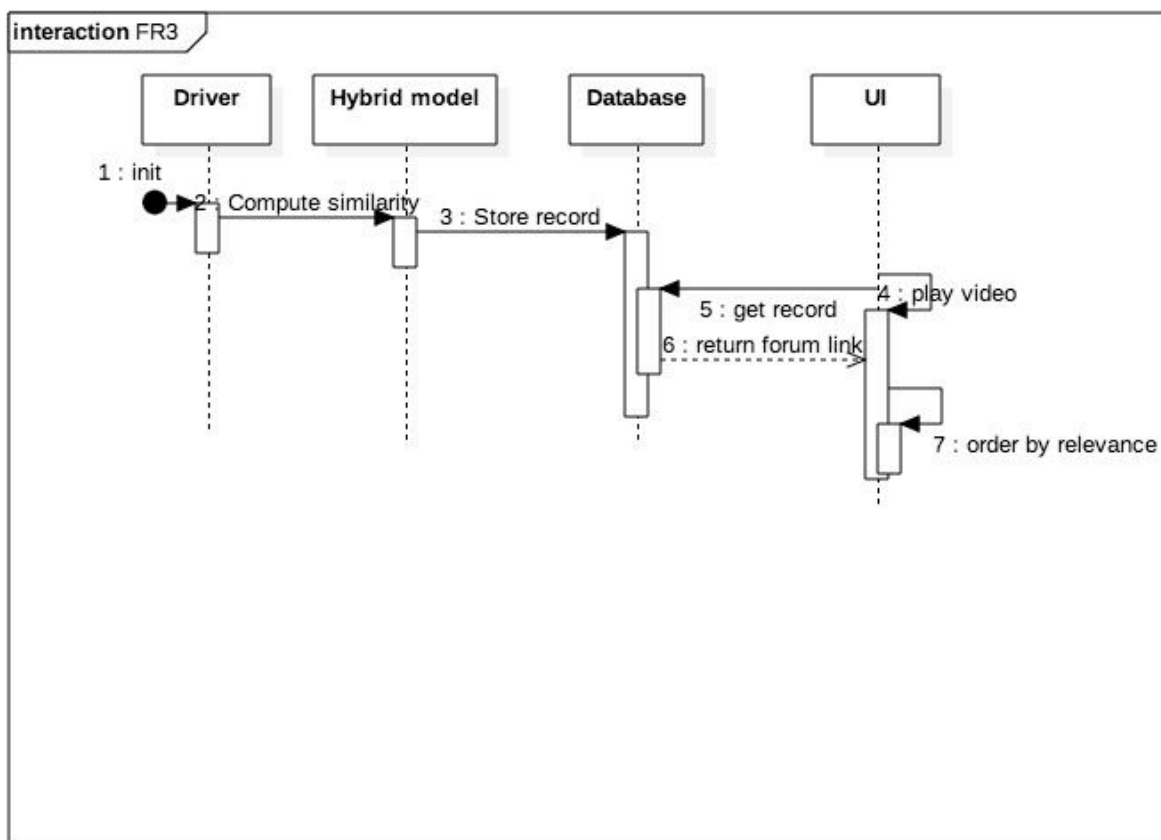 interaction FR3
Driver
Hybrid model
Database
UI
1 : init
2 : Compute similarity
3 : Store record
4 : play video
5 : get record
6 : return forum link
7 : order by relevance